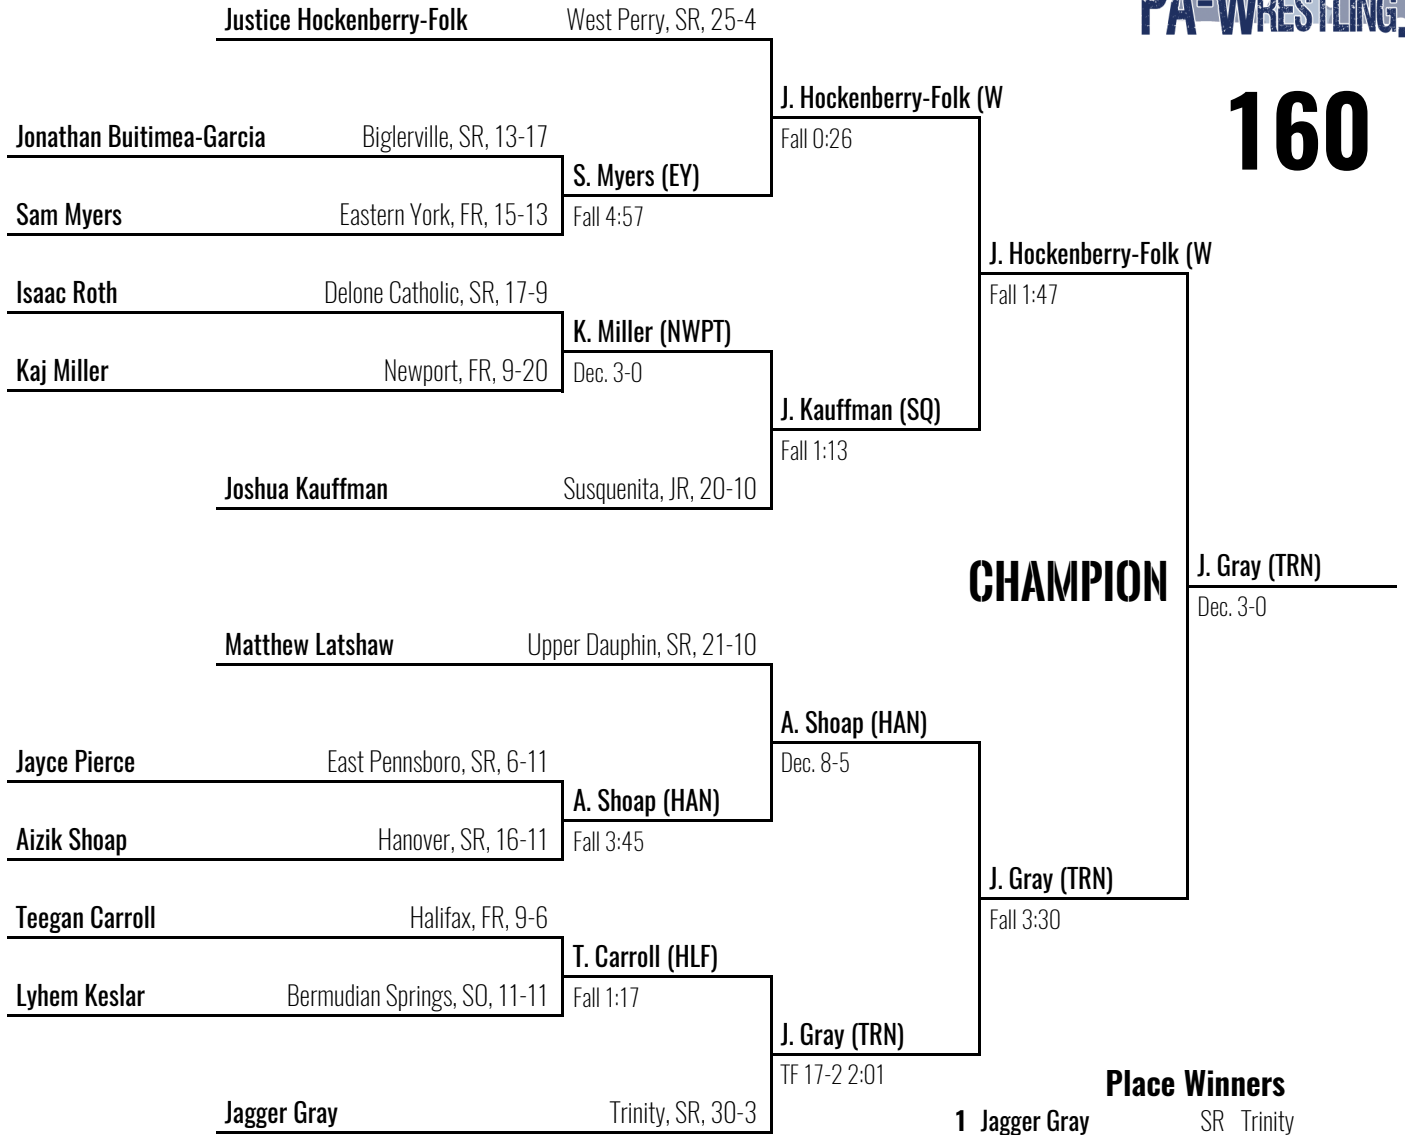 PA-WRESTLING.
160
Justice Hockenberry-Folk West Perry, SR, 25-4
J. Hockenberry-Folk (W
Fall 0:26
Jonathan Buitimea-Garcia Biglerville, SR, 13-17
S. Myers (EY)
Fall 4:57
Sam Myers Eastern York, FR, 15-13
J. Hockenberry-Folk (W
Fall 1:47
Isaac Roth Delone Catholic, SR, 17-9
K. Miller (NWPT)
Dec. 3-0
Kaj Miller Newport, FR, 9-20
J. Kauffman (SQ)
Fall 1:13
Joshua Kauffman Susquenita, JR, 20-10
CHAMPION
J. Gray (TRN)
Dec. 3-0
Matthew Latshaw Upper Dauphin, SR, 21-10
A. Shoap (HAN)
Dec. 8-5
Jayce Pierce East Pennsboro, SR, 6-11
A. Shoap (HAN)
Fall 3:45
Aizik Shoap Hanover, SR, 16-11
J. Gray (TRN)
Fall 3:30
Teegan Carroll Halifax, FR, 9-6
T. Carroll (HLF)
Fall 1:17
Lyhem Keslar Bermudian Springs, SO, 11-11
J. Gray (TRN)
TF 17-2 2:01
Jagger Gray Trinity, SR, 30-3
Place Winners
1 Jagger Gray SR Trinity